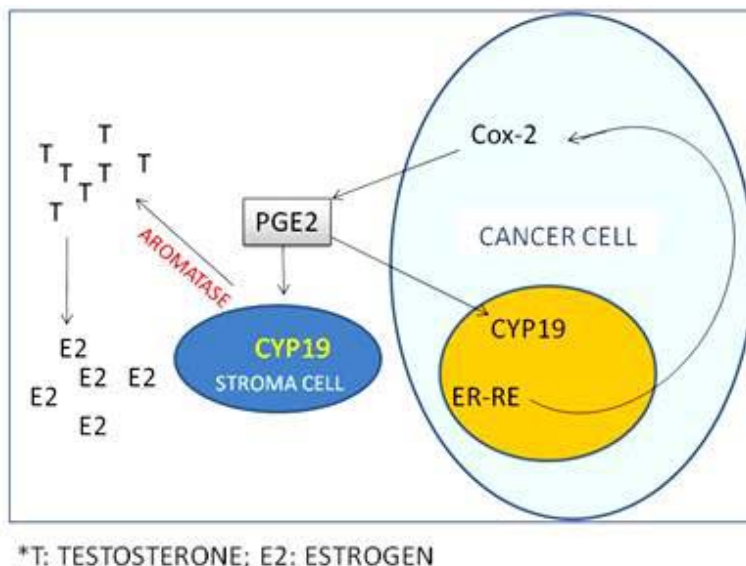 T
T
T
T
T
T
T
Cox-2
PGE2
CANCER CELL
AROMATASE
CYP19
STROMA CELL
CYP19
ER-RE
E2
E2
E2
E2
E2
*T: TESTOSTERONE; E2: ESTROGEN